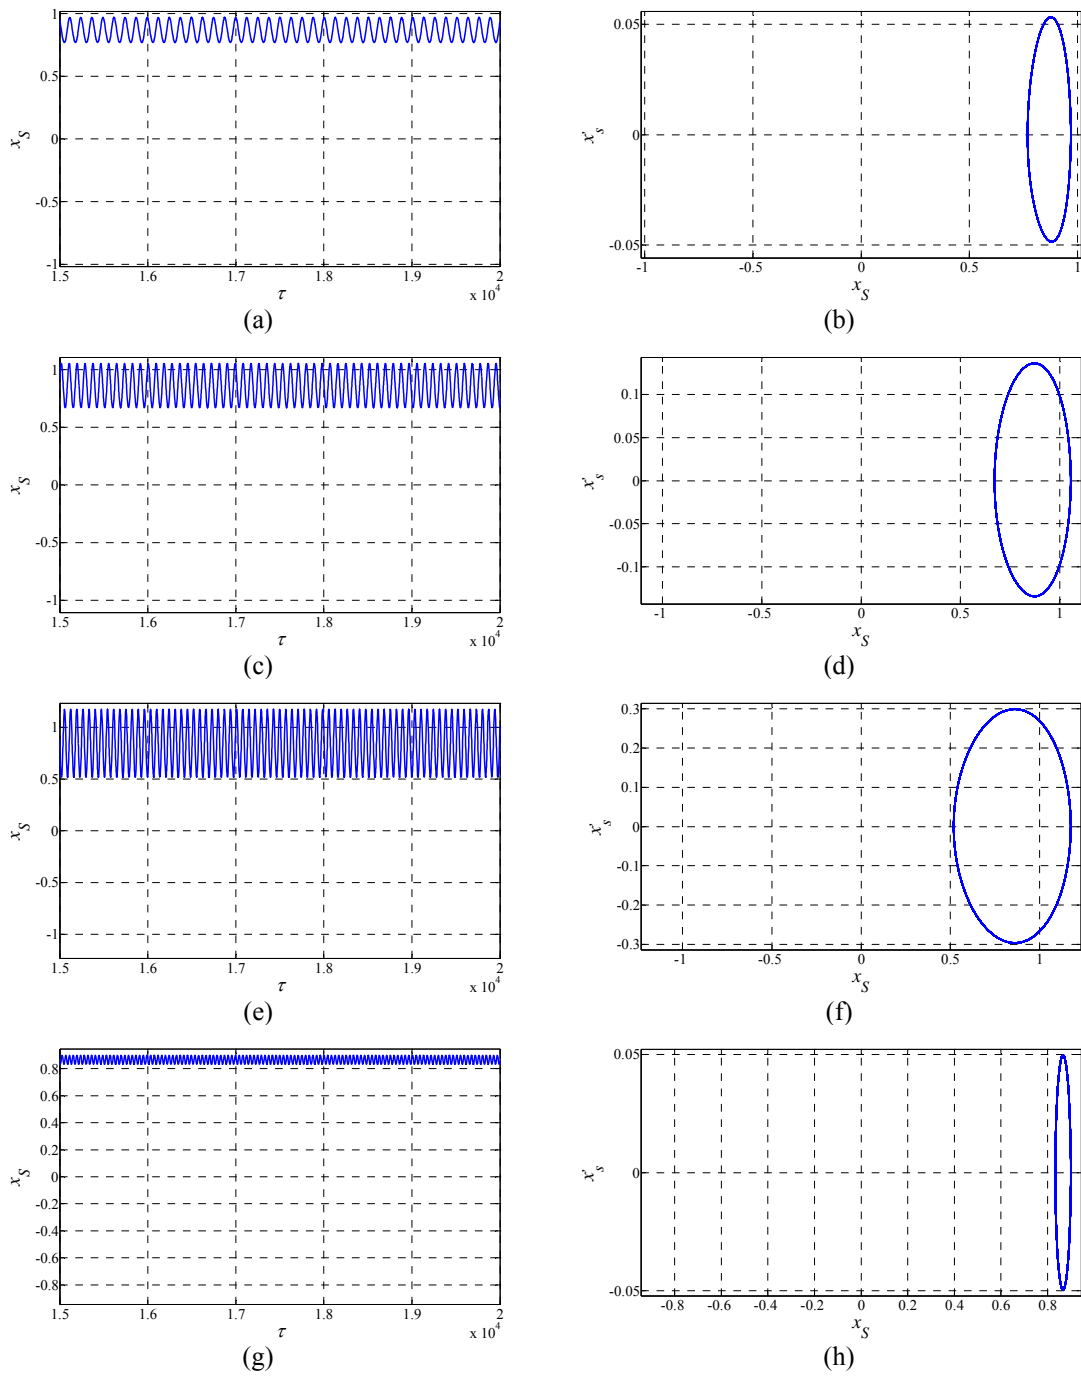 1
0.5
0
-0.5
-1
x_S
1.5 1.6 1.7 1.8 1.9 2
τ x 10^4
(a)
0.05
0
-0.05
x'_s
-1 -0.5 0 0.5 1
x_S
(b)
1
0.5
0
-0.5
-1
x_S
1.5 1.6 1.7 1.8 1.9 2
τ x 10^4
(c)
0.1
0.05
0
-0.05
-0.1
x'_s
-1 -0.5 0 0.5 1
x_S
(d)
1
0.5
0
-0.5
-1
x_S
1.5 1.6 1.7 1.8 1.9 2
τ x 10^4
(e)
0.3
0.2
0.1
0
-0.1
-0.2
-0.3
x'_s
-1 -0.5 0 0.5 1
x_S
(f)
0.8
0.6
0.4
0.2
0
-0.2
-0.4
-0.6
-0.8
x_S
1.5 1.6 1.7 1.8 1.9 2
τ x 10^4
(g)
0.05
0
-0.05
x'_s
-0.8 -0.6 -0.4 -0.2 0 0.2 0.4 0.6 0.8
x_S
(h)